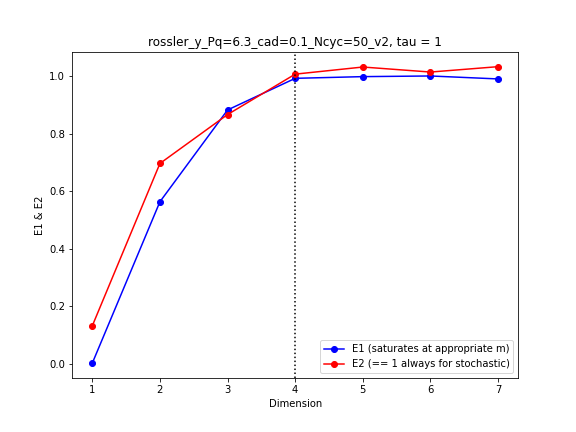 rossler_y_Pq=6.3_cad=0.1_Ncyc=50_v2, tau = 1
E1 & E2
1.0
0.8
0.6
0.4
0.2
0.0
E1 (saturates at appropriate m)
E2 (== 1 always for stochastic)
1 2 3 4 5 6 7
Dimension